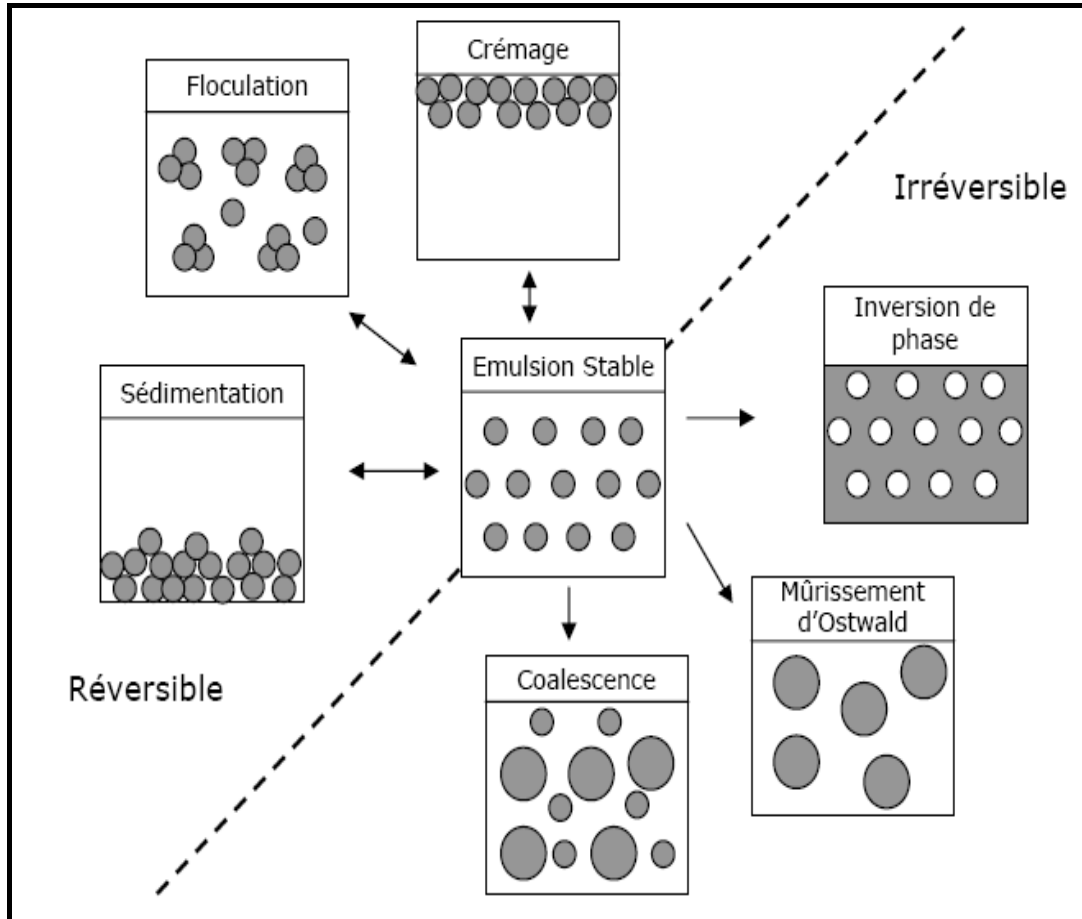 Crémage
Floculation
Irréversible
Inversion de
phase
Emulsion Stable
Sédimentation
Mûrissement
d'Ostwald
Coalescence
Réversible